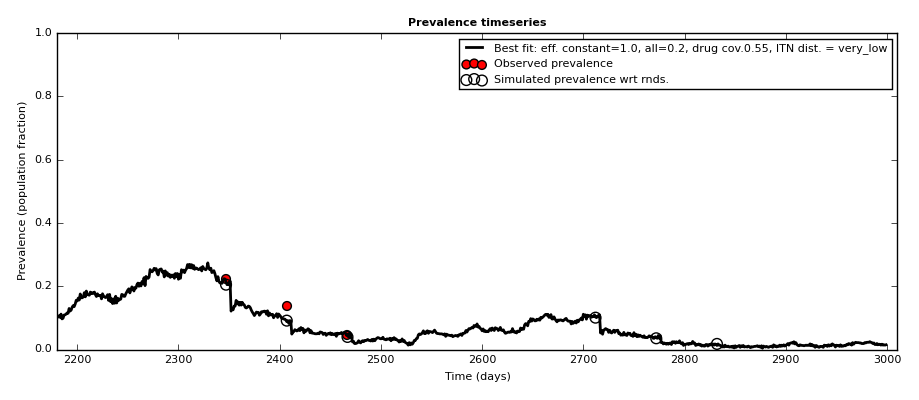 Prevalence timeseries
1.0
Best fit: eff. constant=1.0, all=0.2, drug cov.0.55, ITN dist. = very_low
Observed prevalence
Simulated prevalence wrt rnds.
0.8
0.6
0.4
0.2
0.0
Prevalence (population fraction)
2200 2300 2400 2500 2600 2700 2800 2900 3000
Time (days)